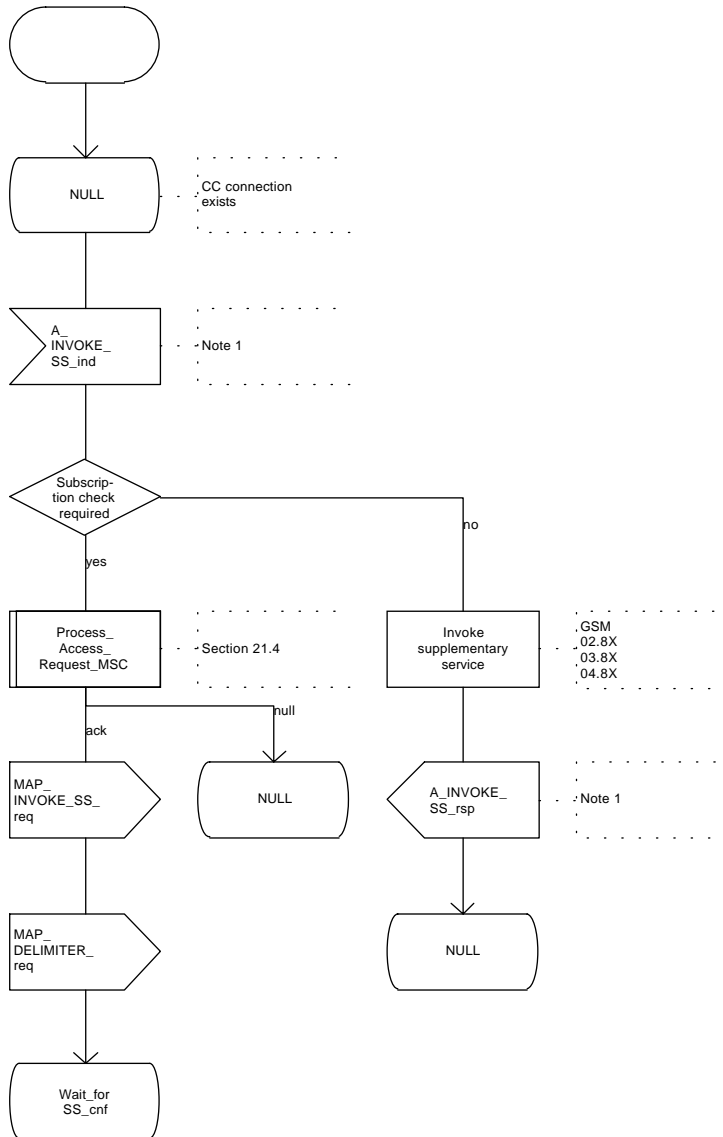 NULL
CC connection
exists
A_
INVOKE_
SS_ind
Note 1
Subscrip-
tion check
required
no
yes
Process_
Access_
Request_MSC
Section 21.4
Invoke
supplementary
service
GSM
02.8X
03.8X
04.8X
null
ack
MAP_
INVOKE_SS_
req
NULL
A_INVOKE_
SS_rsp
Note 1
MAP_
DELIMITER_
req
NULL
Wait_for
SS_cnf